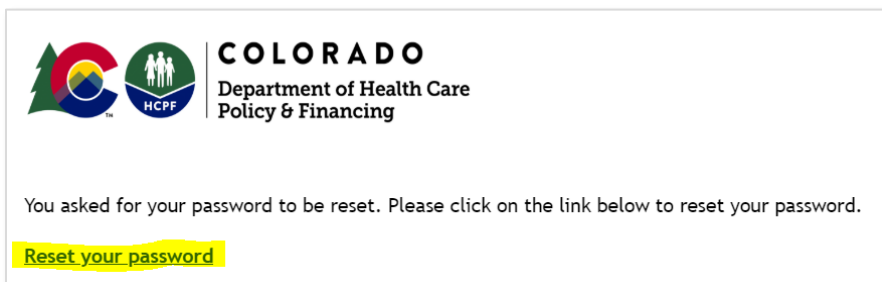 COLORADO
Department of Health Care
Policy & Financing
HCPF
TM
You asked for your password to be reset. Please click on the link below to reset your password.
Reset your password